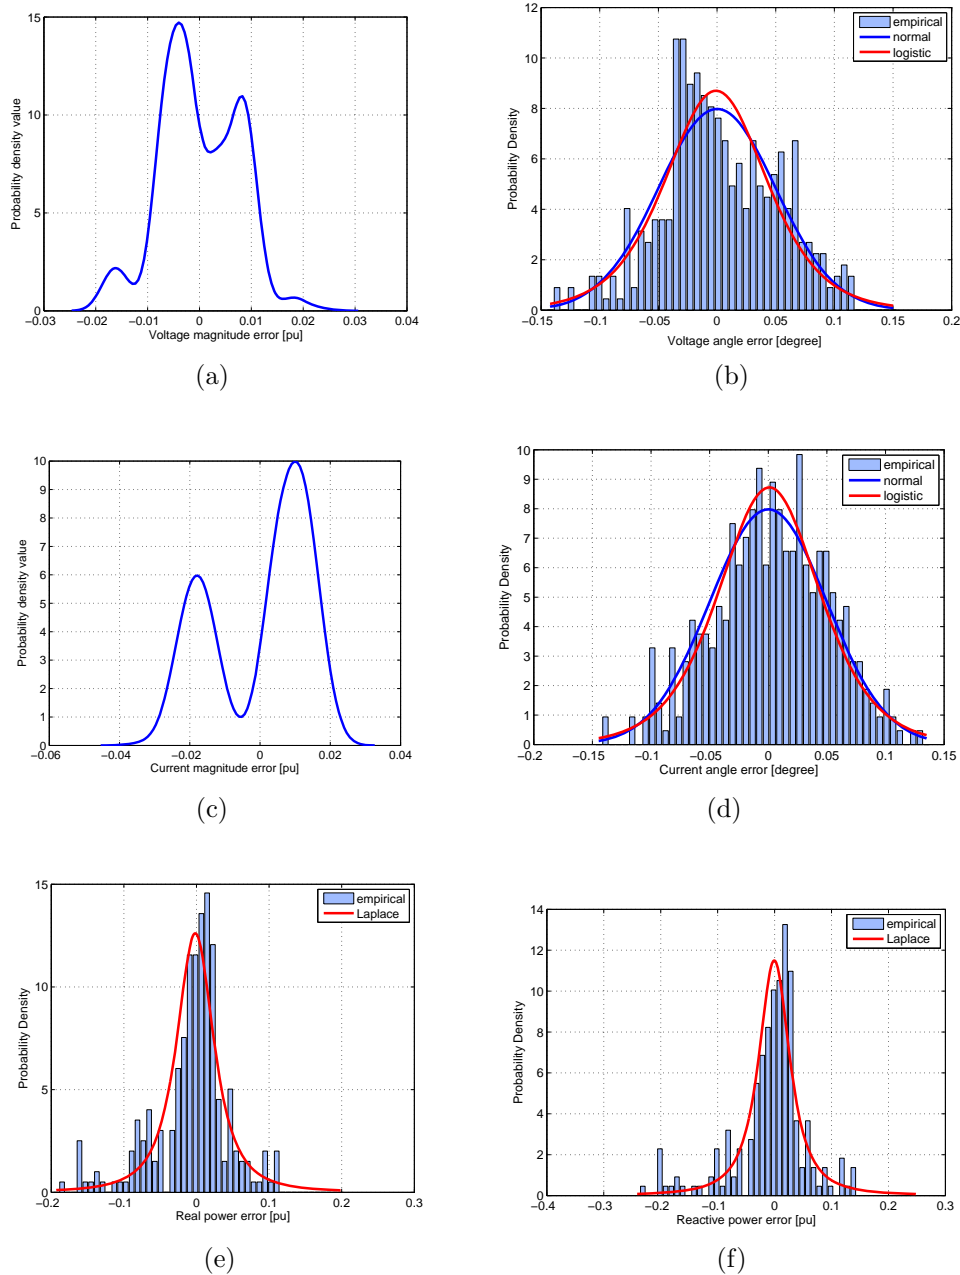 15
10
5
0
Probability density value
−0.03 −0.02 −0.01 0 0.01 0.02 0.03 0.04
Voltage magnitude error [pu]
(a)
12
10
8
6
4
2
0
Probability Density
empirical
normal
logistic
−0.15 −0.1 −0.05 0 0.05 0.1 0.15 0.2
Voltage angle error [degree]
(b)
10
9
8
7
6
5
4
3
2
1
0
Probability density value
−0.06 −0.04 −0.02 0 0.02 0.04
Current magnitude error [pu]
(c)
10
9
8
7
6
5
4
3
2
1
0
Probability Density
empirical
normal
logistic
−0.2 −0.15 −0.1 −0.05 0 0.05 0.1 0.15
Current angle error [degree]
(d)
15
10
5
0
Probability Density
empirical
Laplace
−0.2 −0.1 0 0.1 0.2 0.3
Real power error [pu]
(e)
14
12
10
8
6
4
2
0
Probability Density
empirical
Laplace
−0.4 −0.3 −0.2 −0.1 0 0.1 0.2 0.3
Reactive power error [pu]
(f)